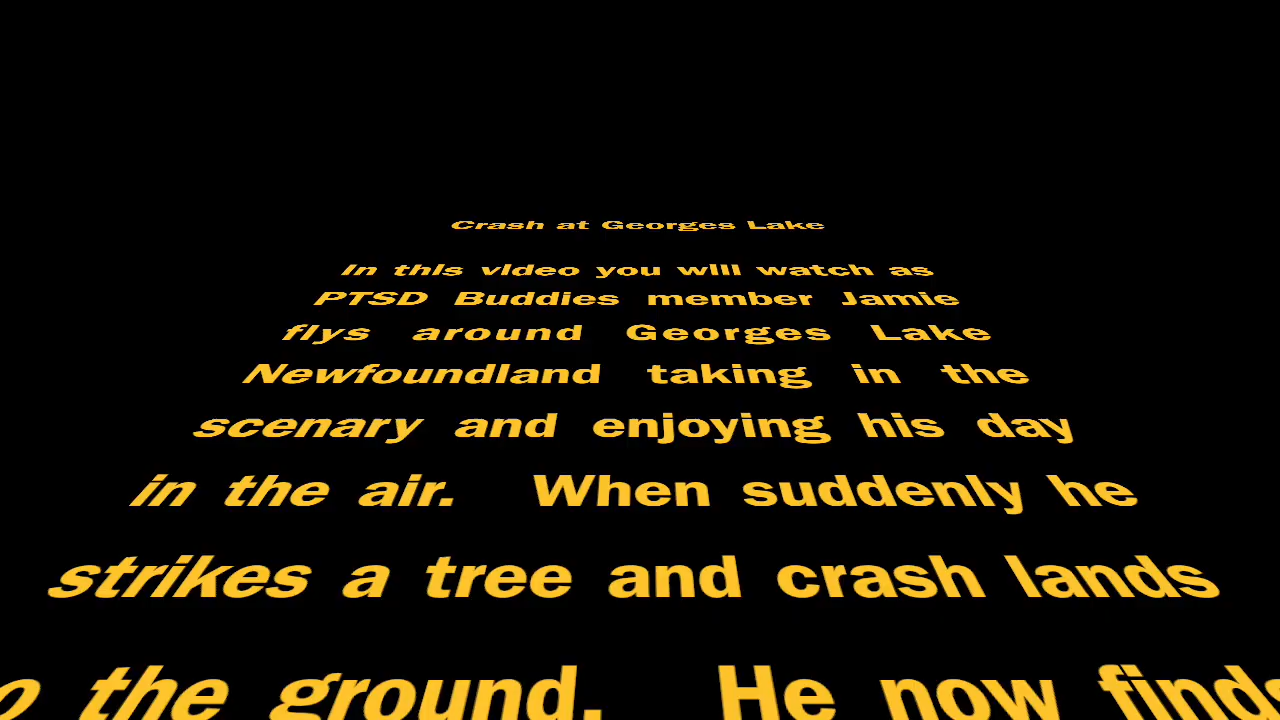 Crash at Georges Lake
In this video you will watch as
PTSD Buddies member Jamie
flys around Georges Lake
Newfoundland taking in the
scenary and enjoying his day
in the air. When suddenly he
strikes a tree and crash lands
the ground. He now finds